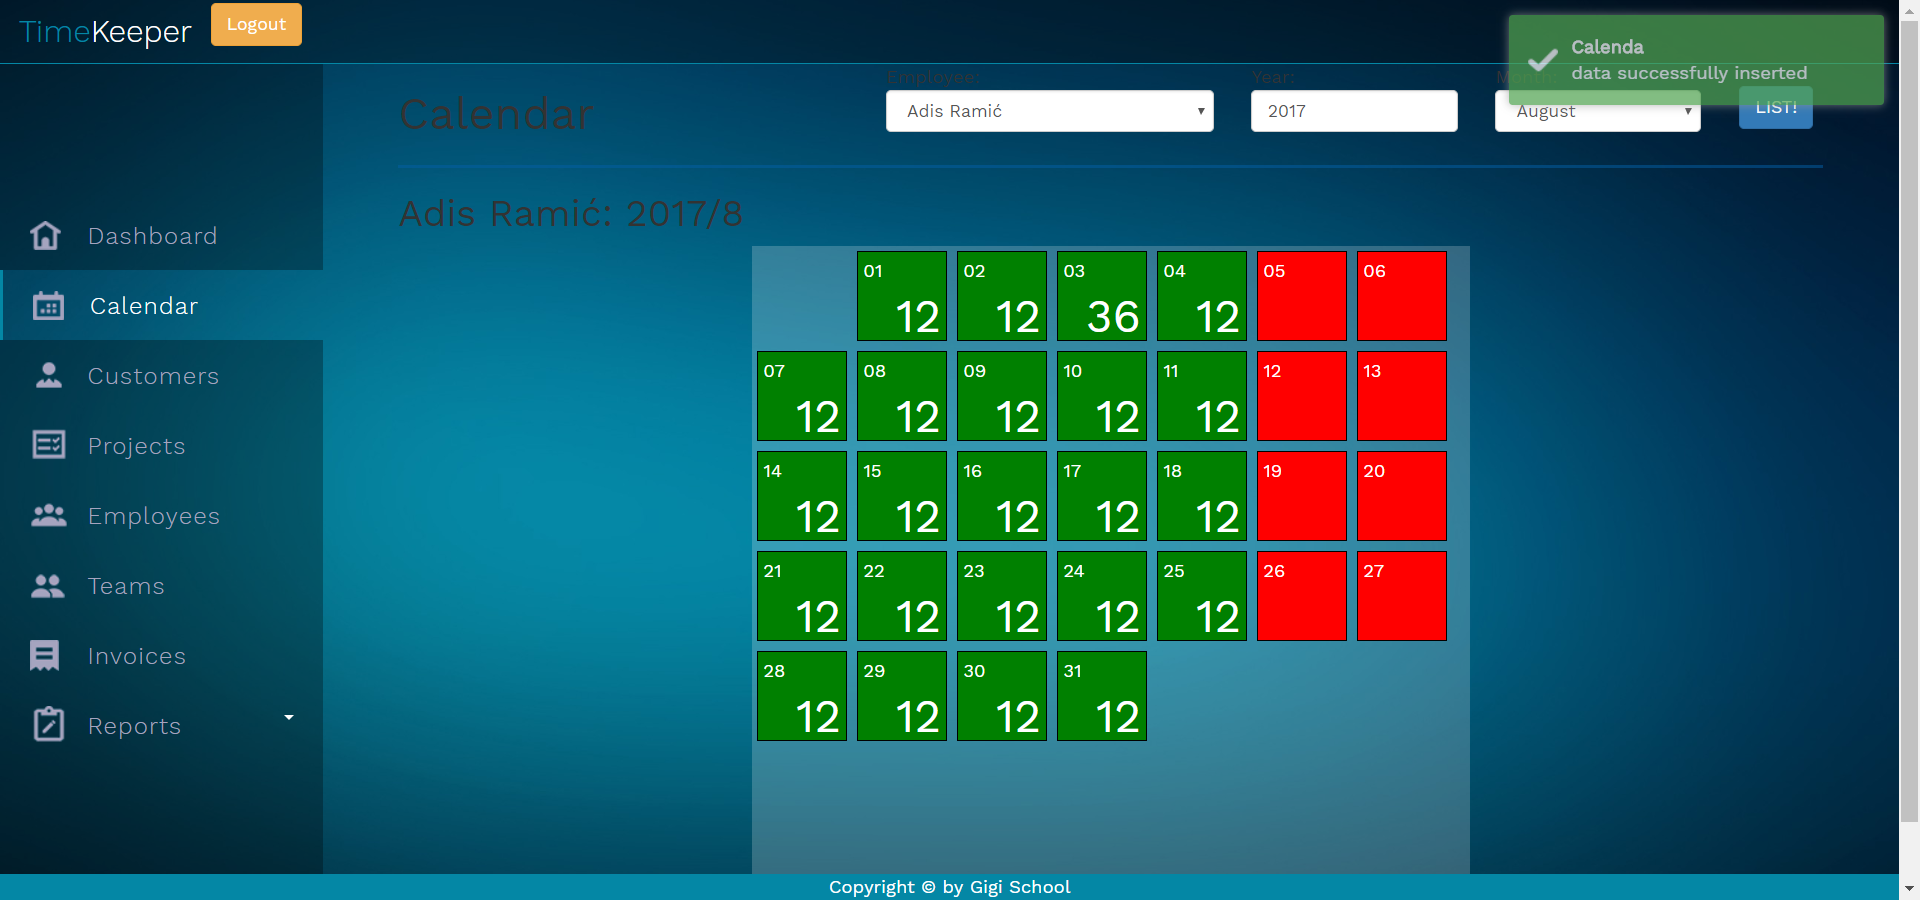 TimeKeeper
Logout
Calenda
data successfully inserted
Dashboard
Calendar
Customers
Projects
Employees
Teams
Invoices
Reports
Calendar
Employee:
Adis Ramić
Year:
2017
August
LIST!
Adis Ramić: 2017/8
01 12 02 12 03 36 04 12 05 06
07 12 08 12 09 12 10 12 11 12 12 13
14 12 15 12 16 12 17 12 18 12 19 20
21 12 22 12 23 12 24 12 25 12 26 27
28 12 29 12 30 12 31 12
Copyright © by Gigi School